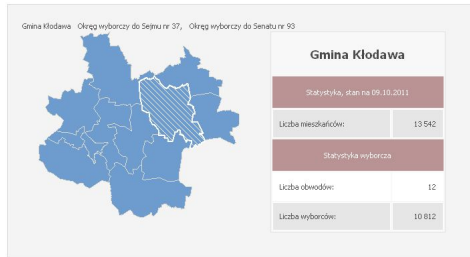 Gmina Kłodawa Okręg wyborczy do Sejmu nr 37, Okręg wyborczy do Senatu nr 93
Gmina Kłodawa
Statystyka, stan na 09.10.2011
Liczba mieszkańców: 13 542
Statystyka wyborcza
Liczba obwodów: 12
Liczba wyborców: 10 812